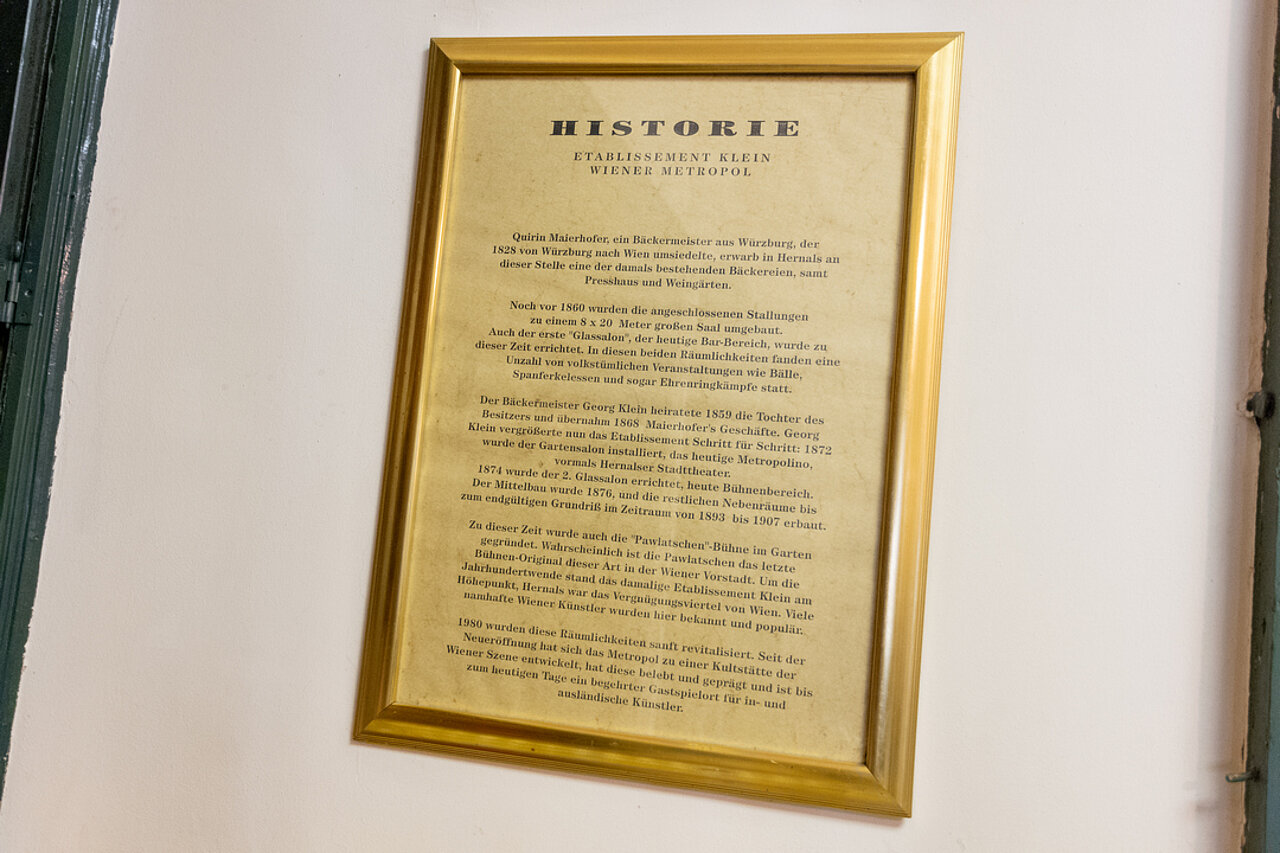 HISTORIE
ETABLISSEMENT KLEIN
WIENER METROPOL
Quirin Maierhofer, ein Bäckermeister aus Würzburg, der
1828 von Würzburg nach Wien umsiedelte, erwarb in Hernals an
dieser Stelle eine der damals bestehenden Bäckereien, samt
Presshaus und Weingärten.
Noch vor 1860 wurden die angeschlossenen Stallungen
zu einem 8 x 20 Meter großen Saal umgebaut.
Auch der erste "Glassalon", der heutige Bar-Bereich, wurde zu
dieser Zeit errichtet. In diesen beiden Räumlichkeiten fanden eine
Unzahl von volkstümlichen Veranstaltungen wie Bälle,
Spanferkelessen und sogar Ehrenringkämpfe statt.
Der Bäckermeister Georg Klein heiratete 1859 die Tochter des
Besitzers und übernahm 1868 Maierhofer's Geschäfte. Georg
Klein vergrößerte nun das Etablissement Schritt für Schritt: 1872
wurde der Gartensalon installiert, das heutige Metropolino,
vormals Hernalser Stadttheater.
1874 wurde der 2. Glassalon errichtet, heute Bühnenbereich.
Der Mittelbau wurde 1876, und die restlichen Nebenräume bis
zum endgültigen Grundriß im Zeitraum von 1893 bis 1907 erbaut.
Zu dieser Zeit wurde auch die "Pawlatschen"-Bühne im Garten
gegründet. Wahrscheinlich ist die Pawlatschen das letzte
Bühnen-Original dieser Art in der Wiener Vorstadt. Um die
Jahrhundertwende stand das damalige Etablissement Klein am
Höhepunkt, Hernals war das Vergnügungsviertel von Wien. Viele
namhafte Wiener Künstler wurden hier bekannt und populär.
1980 wurden diese Räumlichkeiten sanft revitalisiert. Seit der
Neueröffnung hat sich das Metropol zu einer Kultstätte der
Wiener Szene entwickelt, hat diese belebt und geprägt und ist bis
zum heutigen Tage ein begehrter Gastspielort für in- und
ausländische Künstler.